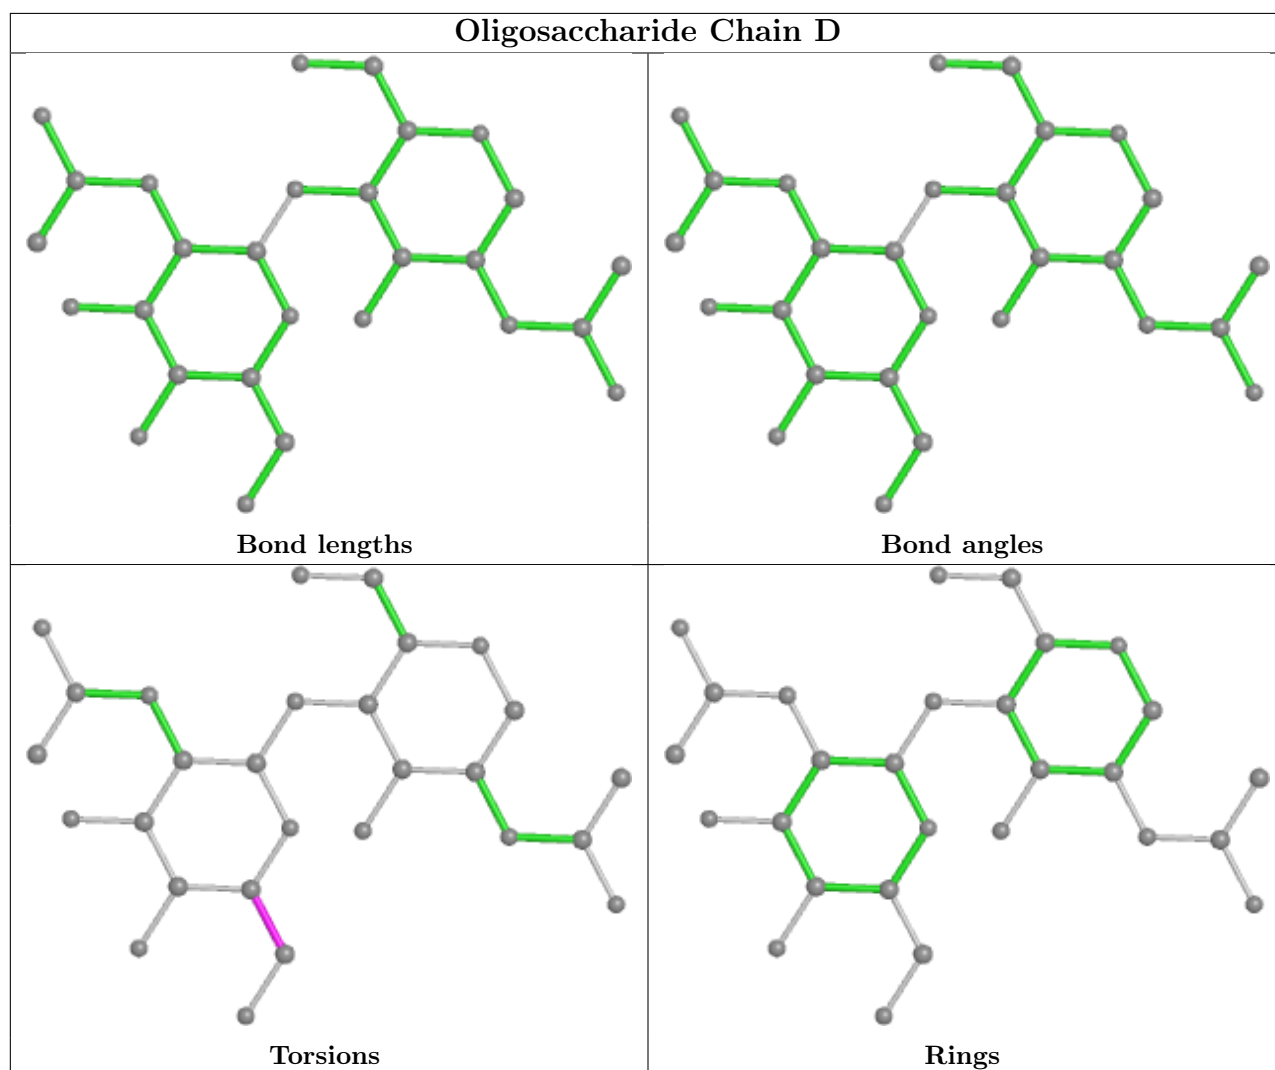 Oligosaccharide Chain D
Bond lengths
Bond angles
Torsions
Rings